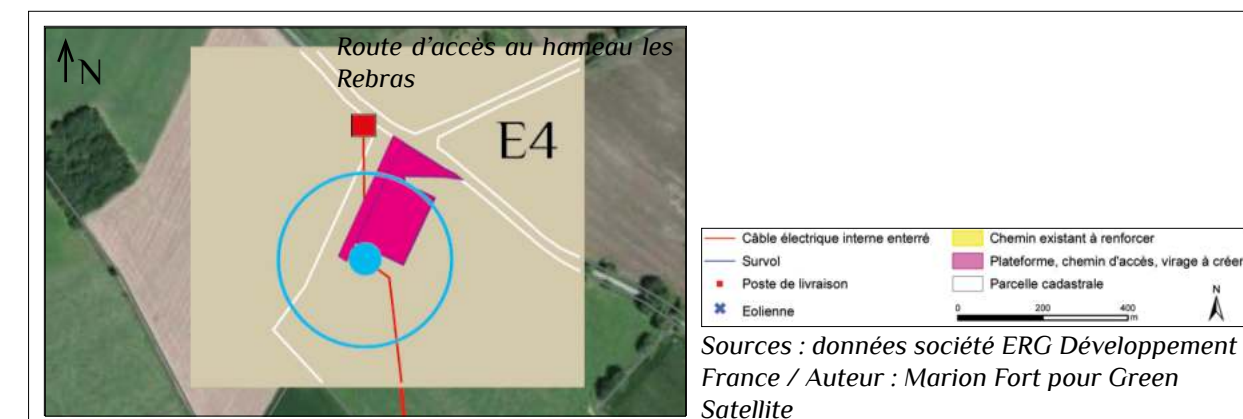 Route d'accès au hameau les
Rebras
N
E4
Câble électrique interne enterré
Survol
Poste de livraison
Eolienne
Chemin existant à renforcer
Plateforme, chemin d'accès, virage à créer
Parcelle cadastrale
0 200 400
m
N
Sources : données société ERG Développement
France / Auteur : Marion Fort pour Green
Satellite